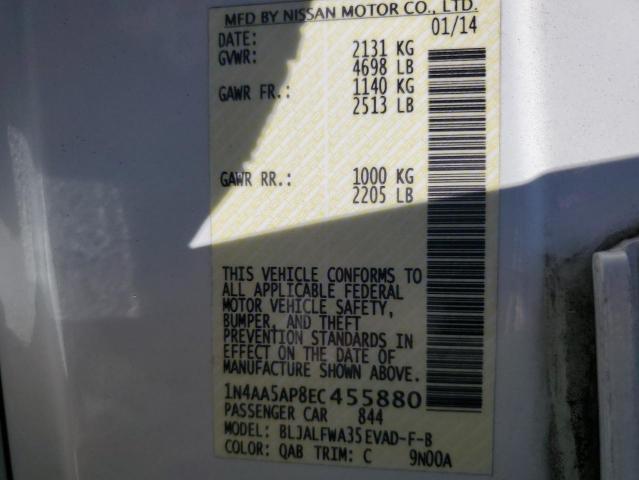 MFD BY NISSAN MOTOR CO., LTD.
DATE: 01/14
GVWR: 2131 KG
4698 LB
GAWR FR.: 1140 KG
2513 LB
GAWR RR.: 1000 KG
2205 LB
THIS VEHICLE CONFORMS TO
ALL APPLICABLE FEDERAL
MOTOR VEHICLE SAFETY,
BUMPER, AND THEFT
PREVENTION STANDARDS IN
EFFECT ON THE DATE OF
MANUFACTURE SHOWN ABOVE.
1N4AA5AP8EC455880
PASSENGER CAR 844
MODEL: BLJALFWA35EVAD-F-B
COLOR: QAB TRIM: C 9N00A